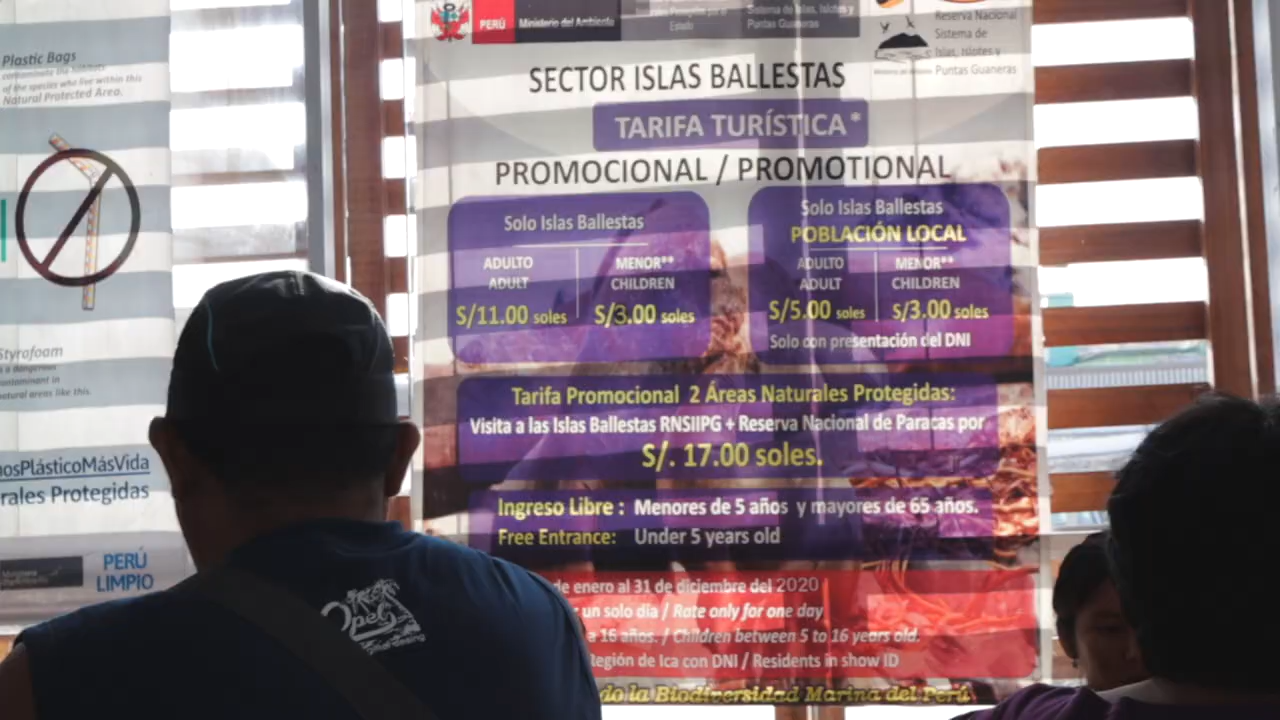 Plastic Bags
contaminate the habitats
of the species who live within this
Natural Protected Area.
Styrofoam
is a dangerous
contaminant in
natural areas like this.
nosPlásticoMásVida
rales Protegidas
PERÚ
LIMPIO
PERÚ
Ministerio del Ambiente
Estado
Sistema de Islas, Islotes y
Puntas Guaneras
Reserva Nacional
Sistema de
Islas, Islotes y
Puntas Guaneras
SECTOR ISLAS BALLESTAS
TARIFA TURÍSTICA*
PROMOCIONAL / PROMOTIONAL
Solo Islas Ballestas
ADULTO
ADULT
S/11.00 soles
MENOR**
CHILDREN
S/3.00 soles
Solo Islas Ballestas
POBLACIÓN LOCAL
ADULTO
ADULT
S/5.00 soles
MENOR**
CHILDREN
S/3.00 soles
Solo con presentación del DNI
Tarifa Promocional 2 Áreas Naturales Protegidas:
Visita a las Islas Ballestas RNSIIPG + Reserva Nacional de Paracas por
S/. 17.00 soles.
Ingreso Libre : Menores de 5 años y mayores de 65 años.
Free Entrance: Under 5 years old
de enero al 31 de diciembre del 2020
un solo día / Rate only for one day
a 16 años. / Children between 5 to 16 years old.
Región de Ica con DNI / Residents in show ID
do la Biodiversidad Marina del Perú
Opel